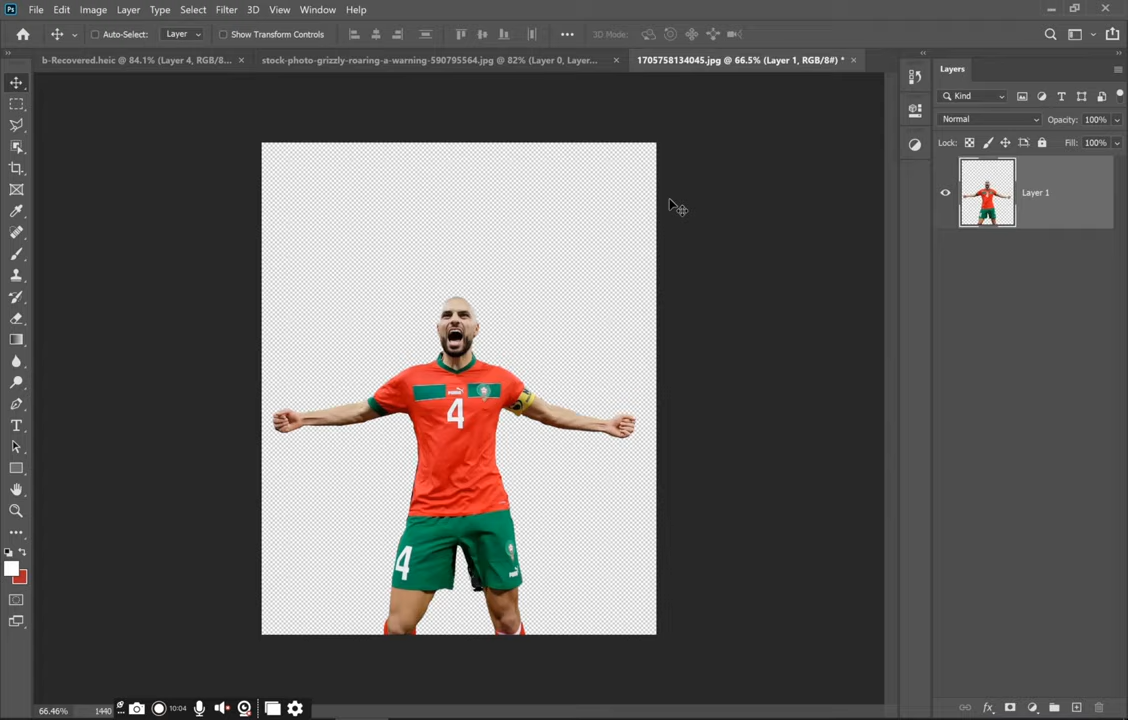 Ps File Edit Image Layer Type Select Filter 3D View Window Help
Auto-Select: Layer Show Transform Controls 3D Mode:
b-Recovered.heic @ 84.1% (Layer 4, RGB/8... stock-photo-grizzly-roaring-a-warning-590795564.jpg @ 82% (Layer 0, Layer... 1705758134045.jpg @ 66.5% (Layer 1, RGB/8#) *
Layers
Kind
Normal Opacity: 100%
Lock: Fill: 100%
Layer 1
PUMA
4
4
PUMA
66.46% 1440 10:04